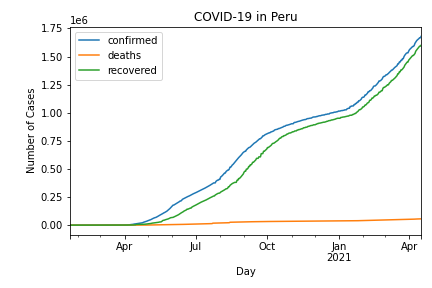 COVID-19 in Peru
1e6
1.75
1.50
1.25
1.00
0.75
0.50
0.25
0.00
Number of Cases
confirmed
deaths
recovered
Apr
Jul
Oct
Jan
2021
Apr
Day